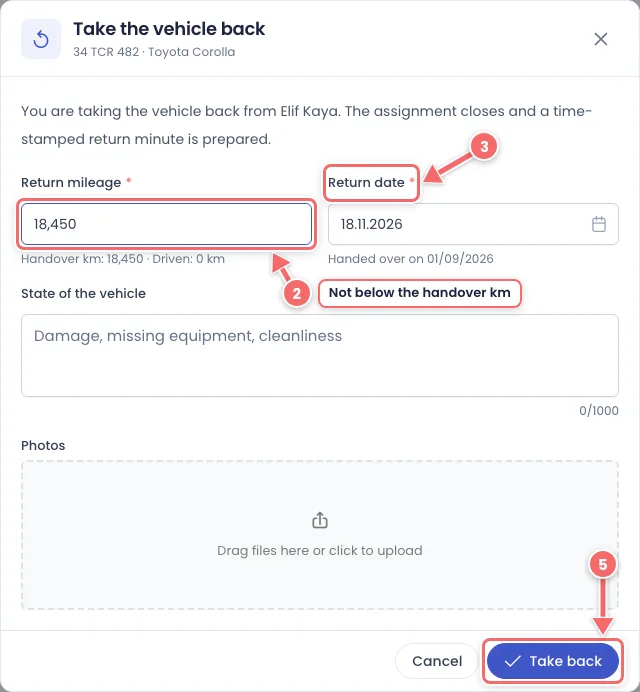 Take the vehicle back
34 TCR 482 · Toyota Corolla
You are taking the vehicle back from Elif Kaya. The assignment closes and a time-
stamped return minute is prepared.
3
Return mileage *
Return date *
18,450
18.11.2026
Handover km: 18,450 · Driven: 0 km
Handed over on 01/09/2026
2
Not below the handover km
State of the vehicle
Damage, missing equipment, cleanliness
0/1000
Photos
Drag files here or click to upload
5
Cancel
Take back